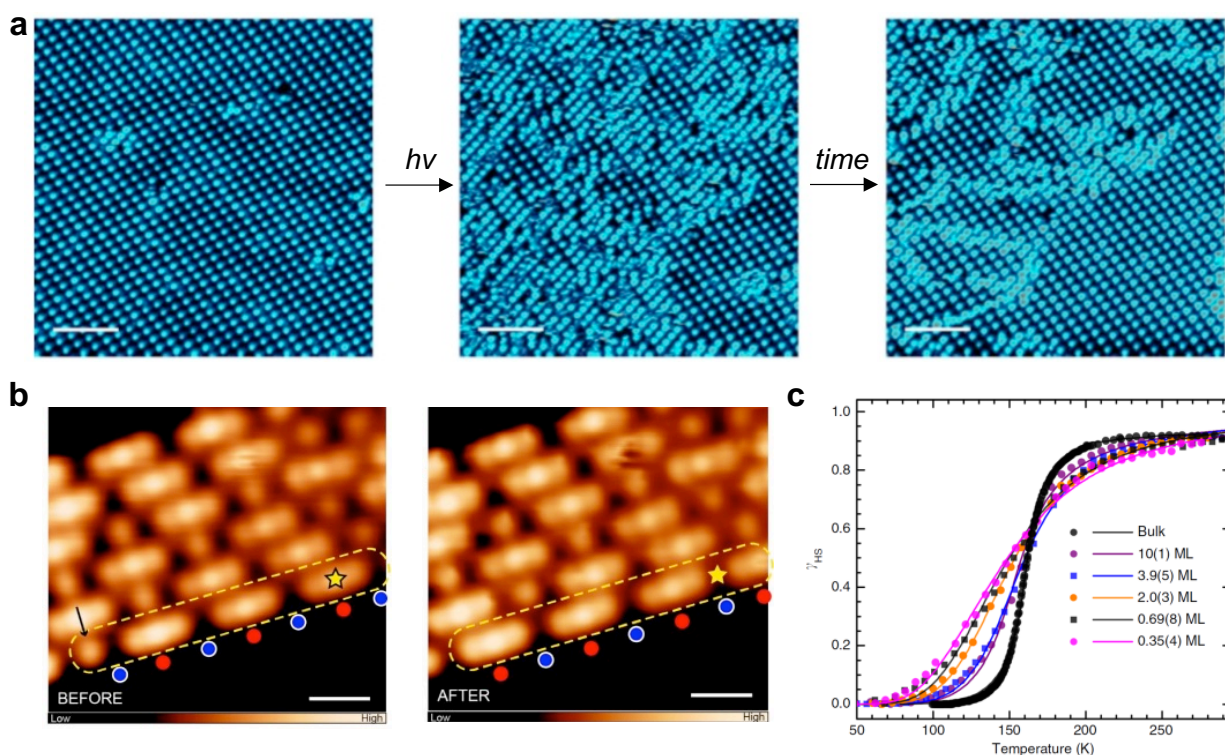 a
hν
time
b
BEFORE
Low
High
AFTER
Low
High
c
γHS
1.0
0.8
0.6
0.4
0.2
0.0
Bulk
10(1) ML
3.9(5) ML
2.0(3) ML
0.69(8) ML
0.35(4) ML
50
100
150
200
250
Temperature (K)